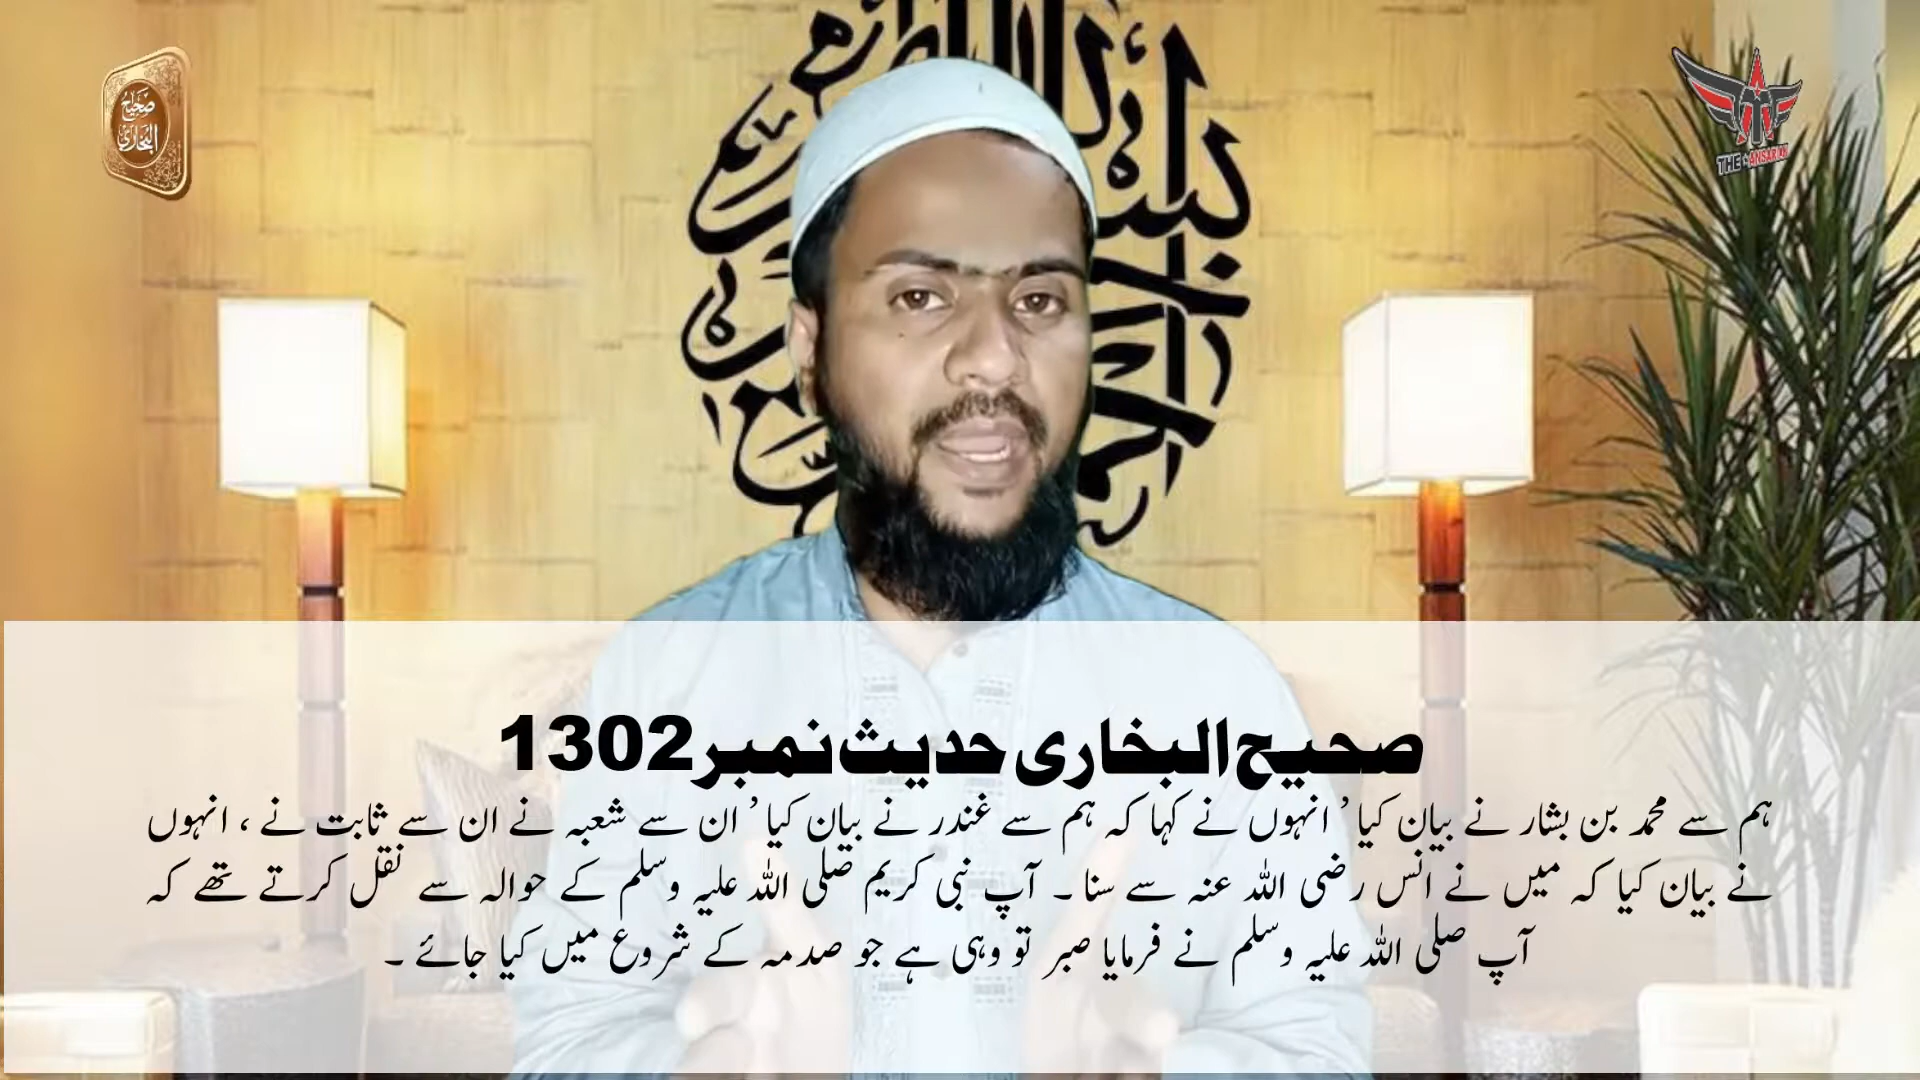 صحيح
البخاري
THE ANSARIAN
صحیح البخاری حدیث نمبر 1302
ہم سے محمد بن بشار نے بیان کیا ’ انہوں نے کہا کہ ہم سے غندر نے بیان کیا ’ ان سے شعبہ نے ان سے ثابت نے ، انہوں
نے بیان کیا کہ میں نے انس رضی اللہ عنہ سے سنا ۔ آپ نبی کریم صلی اللہ علیہ وسلم کے حوالہ سے نقل کرتے تھے کہ
آپ صلی اللہ علیہ وسلم نے فرمایا صبر تو وہی ہے جو صدمہ کے شروع میں کیا جائے ۔